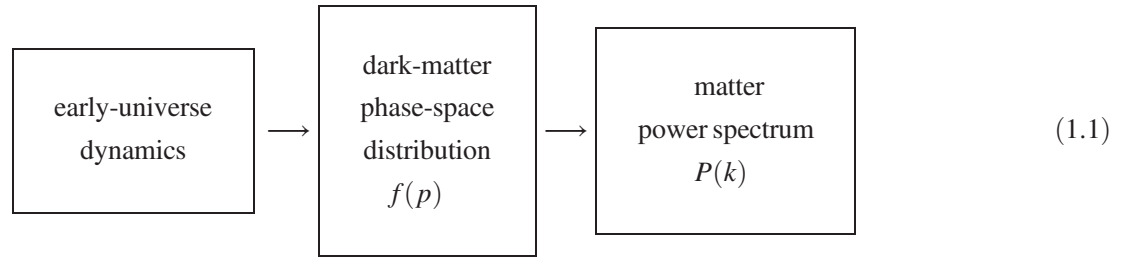 early-universe
dynamics
⟶
dark-matter
phase-space
distribution
f(p)
⟶
matter
power spectrum
P(k)
(1.1)